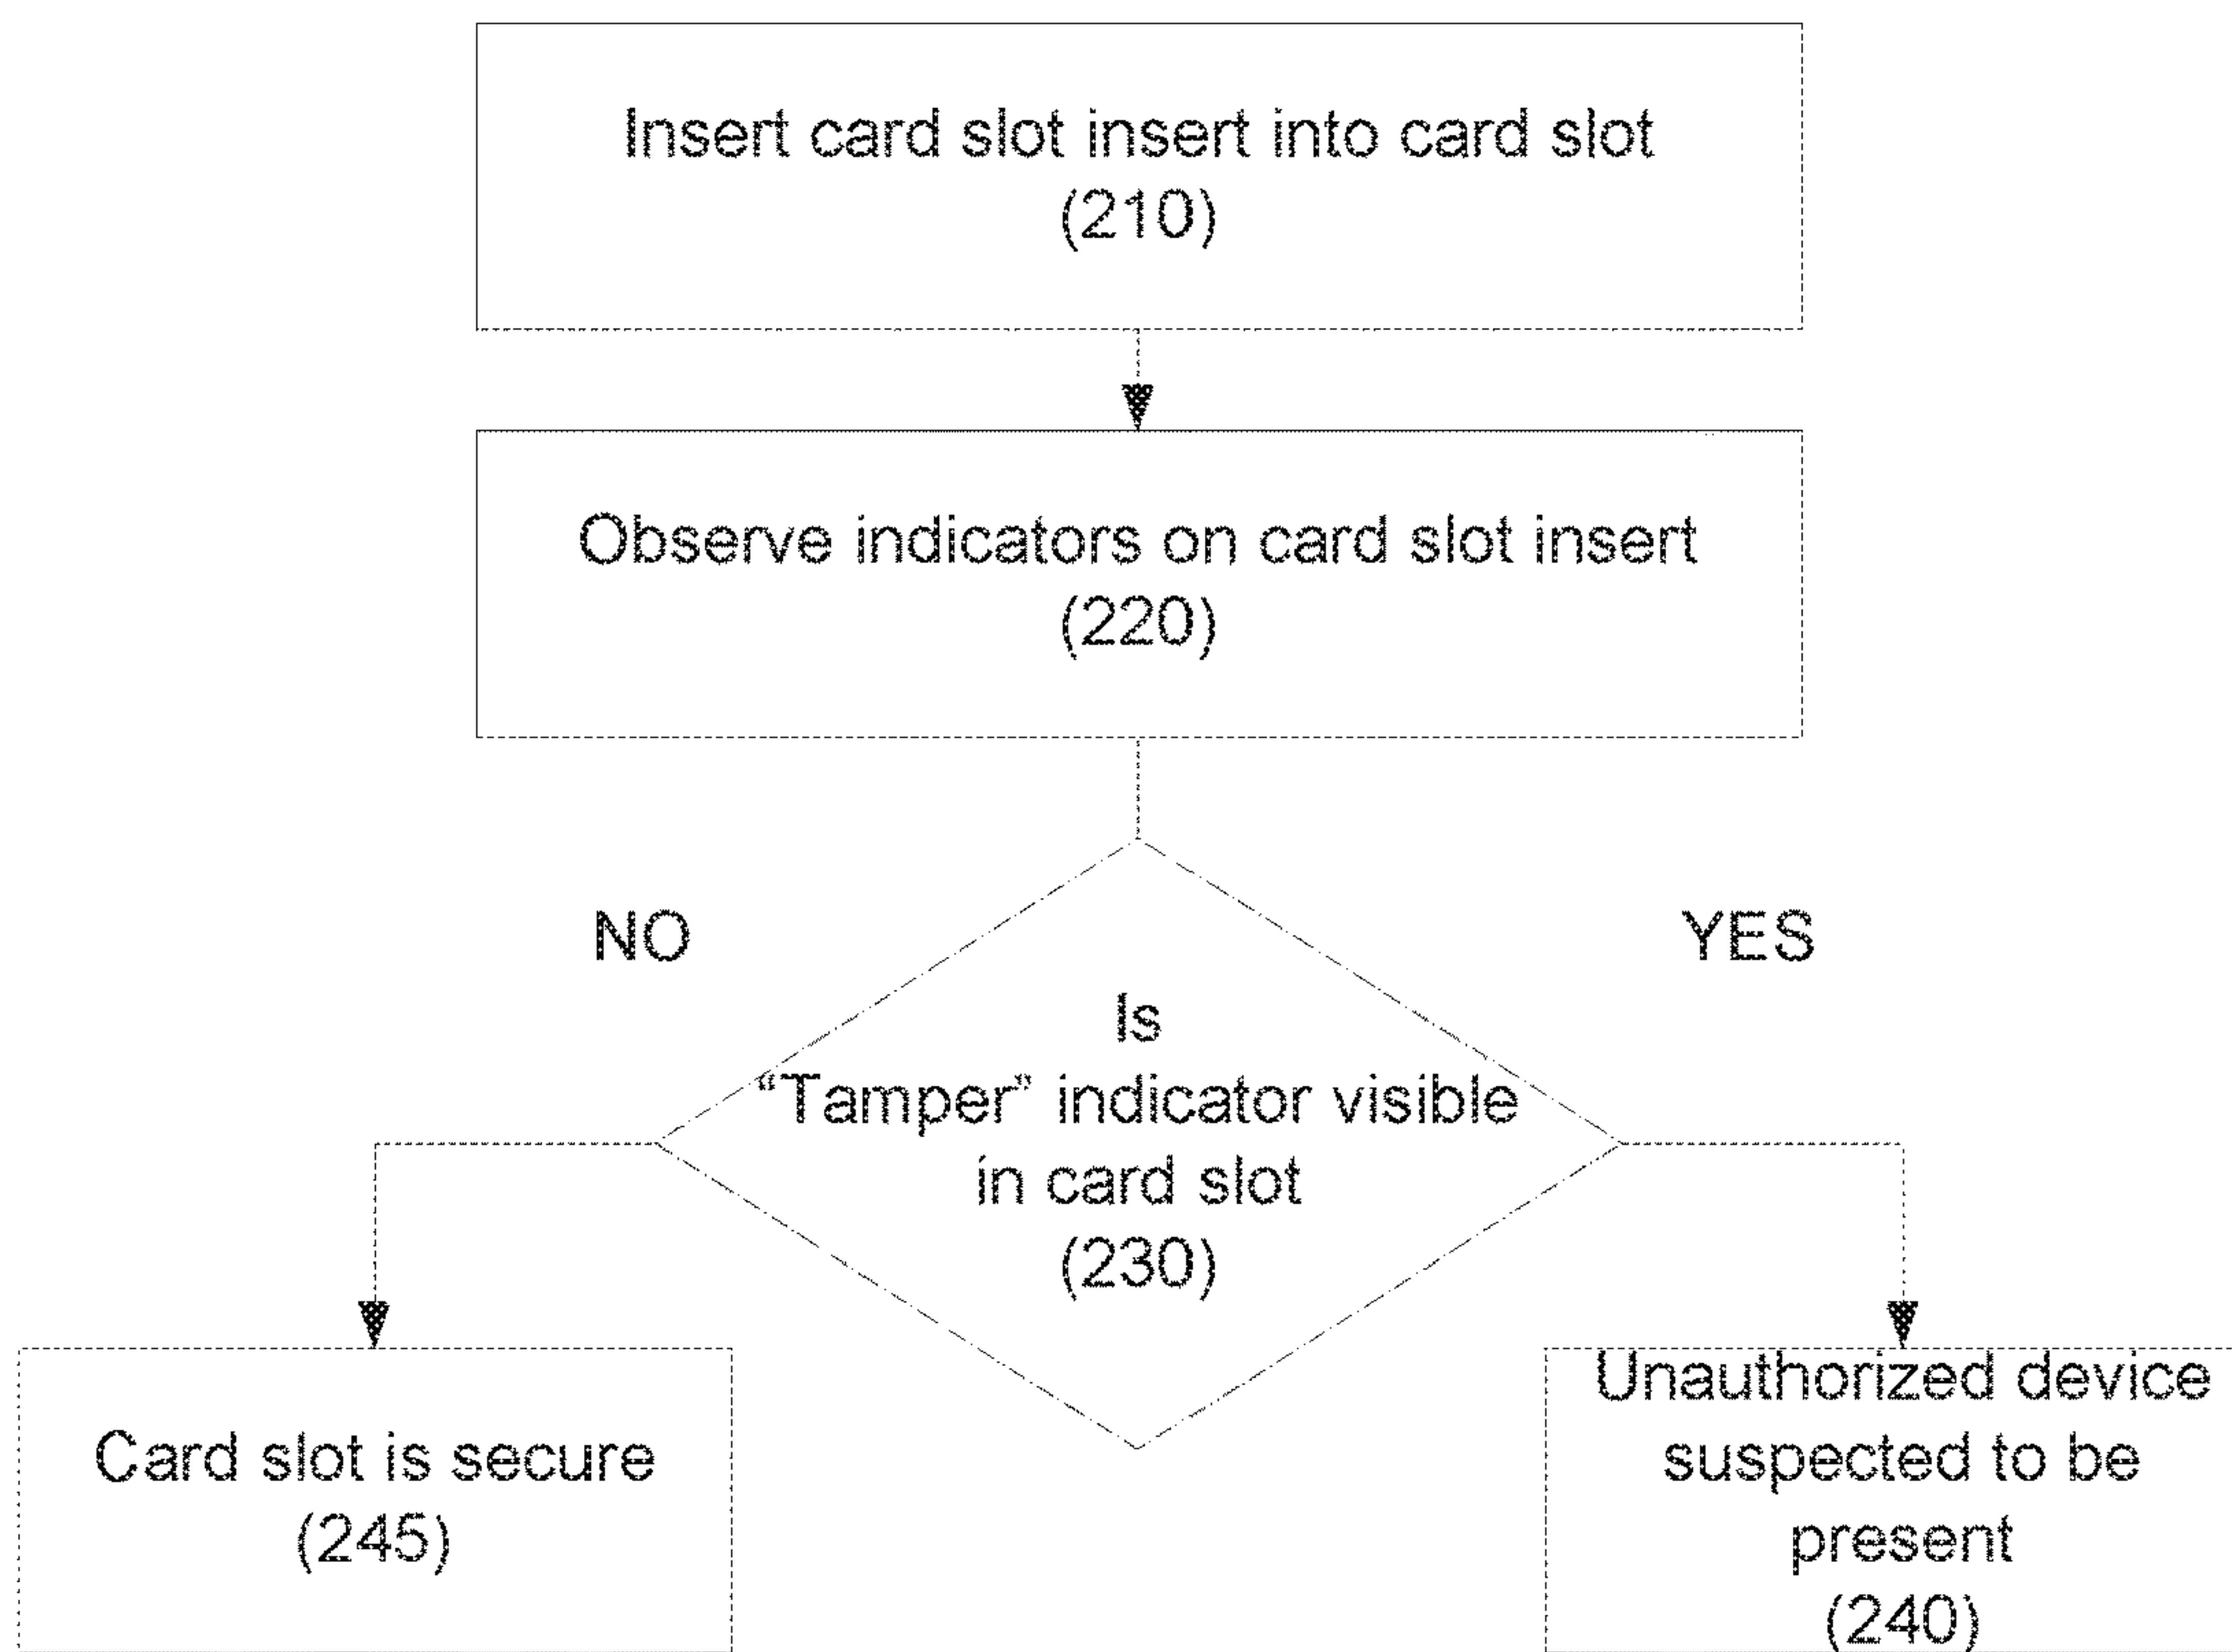 Insert card slot insert into card slot
(210)
Observe indicators on card slot insert
(220)
NO
YES
Is
“Tamper” indicator visible
in card slot
(230)
Card slot is secure
(245)
Unauthorized device
suspected to be
present
(240)